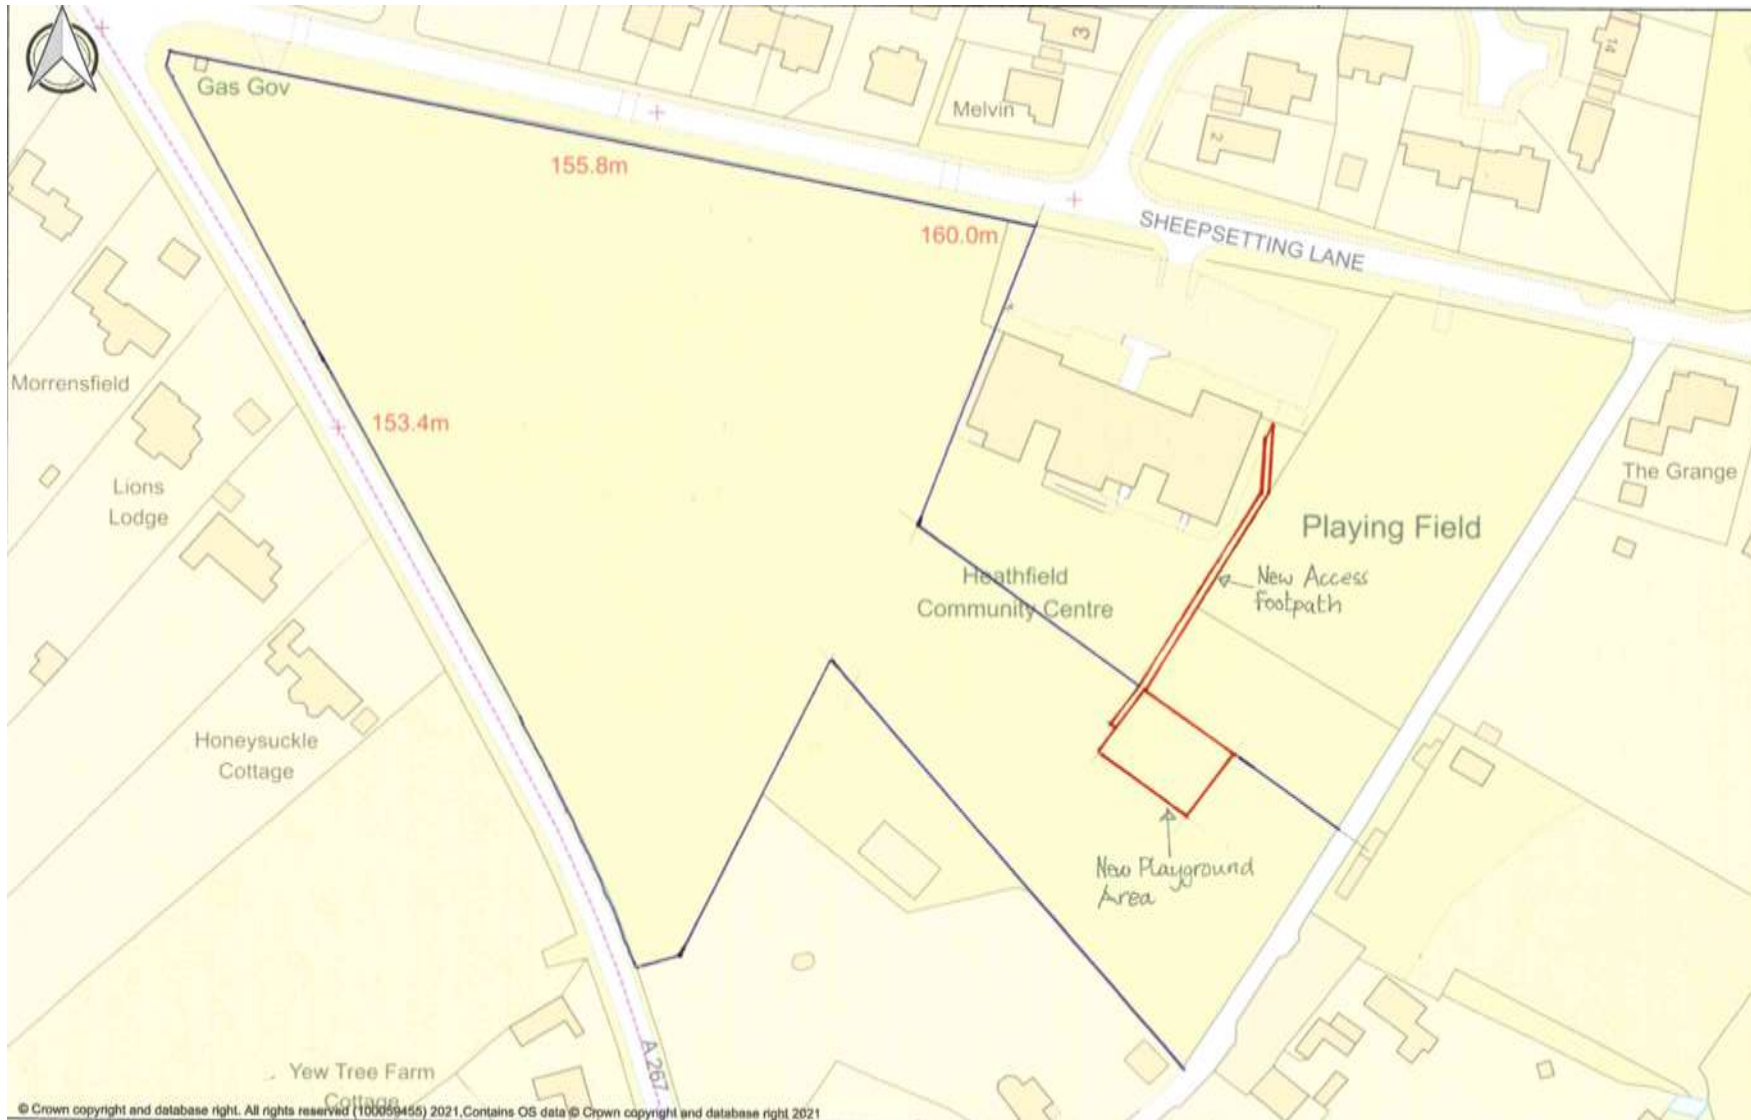 Gas Gov
155.8m
160.0m
Melvin
3
2
14
SHEEPSETTING LANE
Morrensfield
Lions
Lodge
153.4m
The Grange
Playing Field
Heathfield
Community Centre
New Access
footpath
Honeysuckle
Cottage
New Playground
Area
Yew Tree Farm
Cottage
A 267
© Crown copyright and database right. All rights reserved (100059455) 2021,Contains OS data © Crown copyright and database right 2021